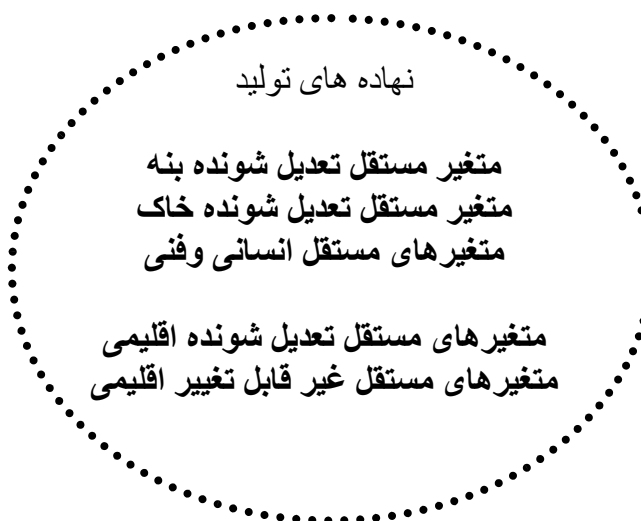 نهاده های تولید
متغیر مستقل تعدیل شونده بنه
متغیر مستقل تعدیل شونده خاک
متغیرهای مستقل انسانی وفنی
متغیرهای مستقل تعدیل شونده اقلیمی
متغیرهای مستقل غیر قابل تغییر اقلیمی